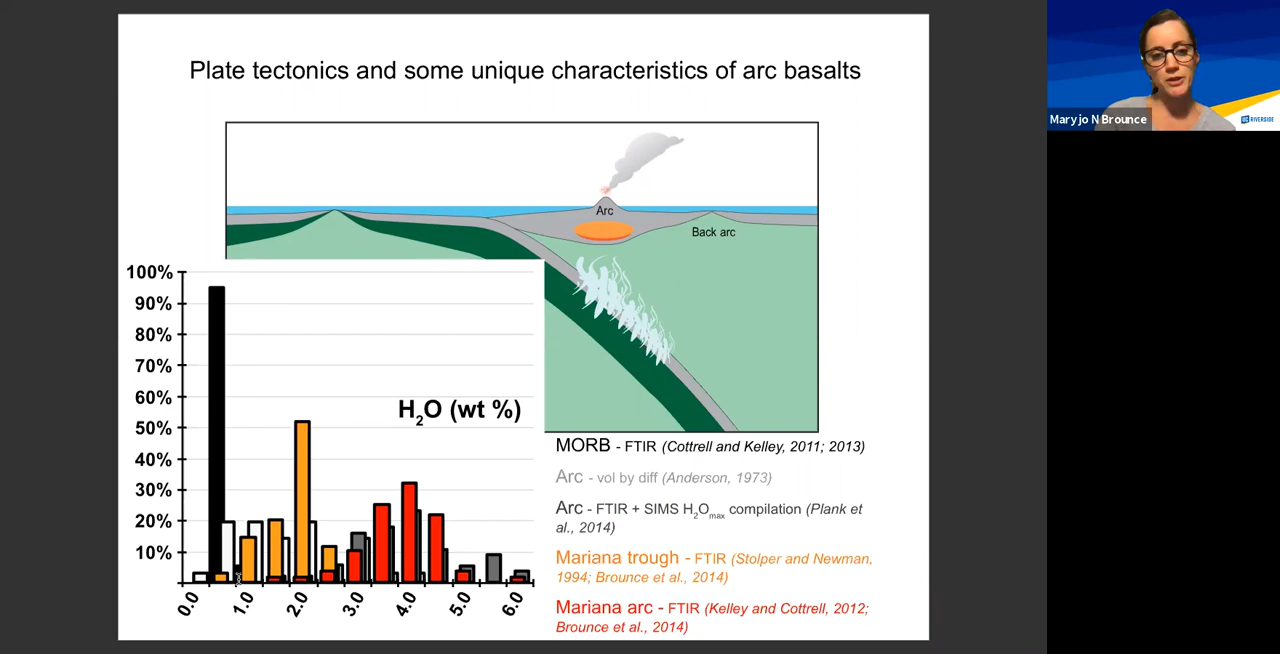 Plate tectonics and some unique characteristics of arc basalts
Maryjo N Brounce
RIVERSIDE
Arc
Back arc
100%
90%
80%
70%
60%
50%
40%
30%
20%
10%
H2O (wt %)
0.0
1.0
2.0
3.0
4.0
5.0
6.0
MORB - FTIR (Cottrell and Kelley, 2011; 2013)
Arc - vol by diff (Anderson, 1973)
Arc - FTIR + SIMS H2Omax compilation (Plank et
al., 2014)
Mariana trough - FTIR (Stolper and Newman,
1994; Brounce et al., 2014)
Mariana arc - FTIR (Kelley and Cottrell, 2012;
Brounce et al., 2014)